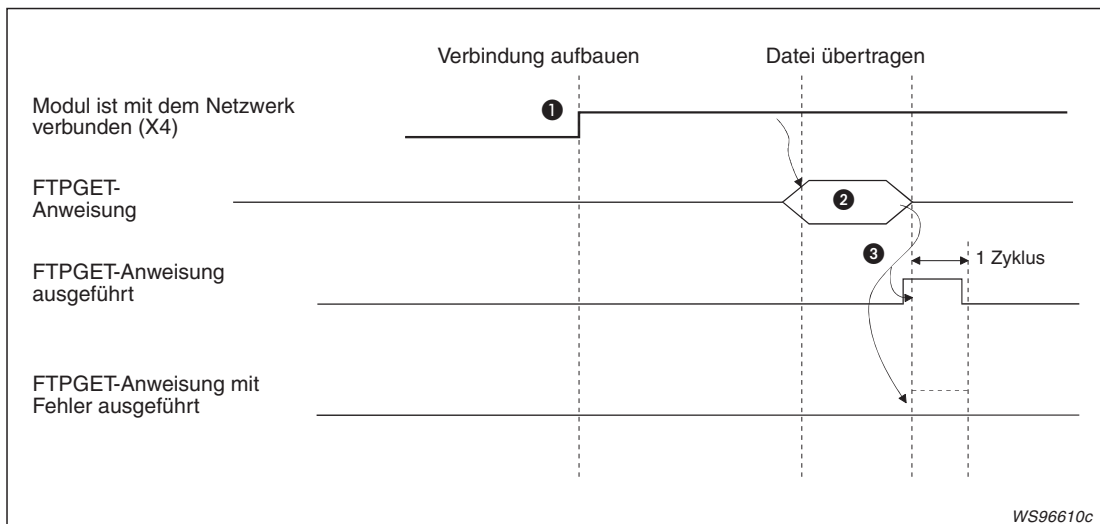 Verbindung aufbauen
Datei übertragen
Modul ist mit dem Netzwerk
verbunden (X4)
❶
FTPGET-
Anweisung
❷
❸
FTPGET-Anweisung
ausgeführt
1 Zyklus
FTPGET-Anweisung mit
Fehler ausgeführt
WS96610c